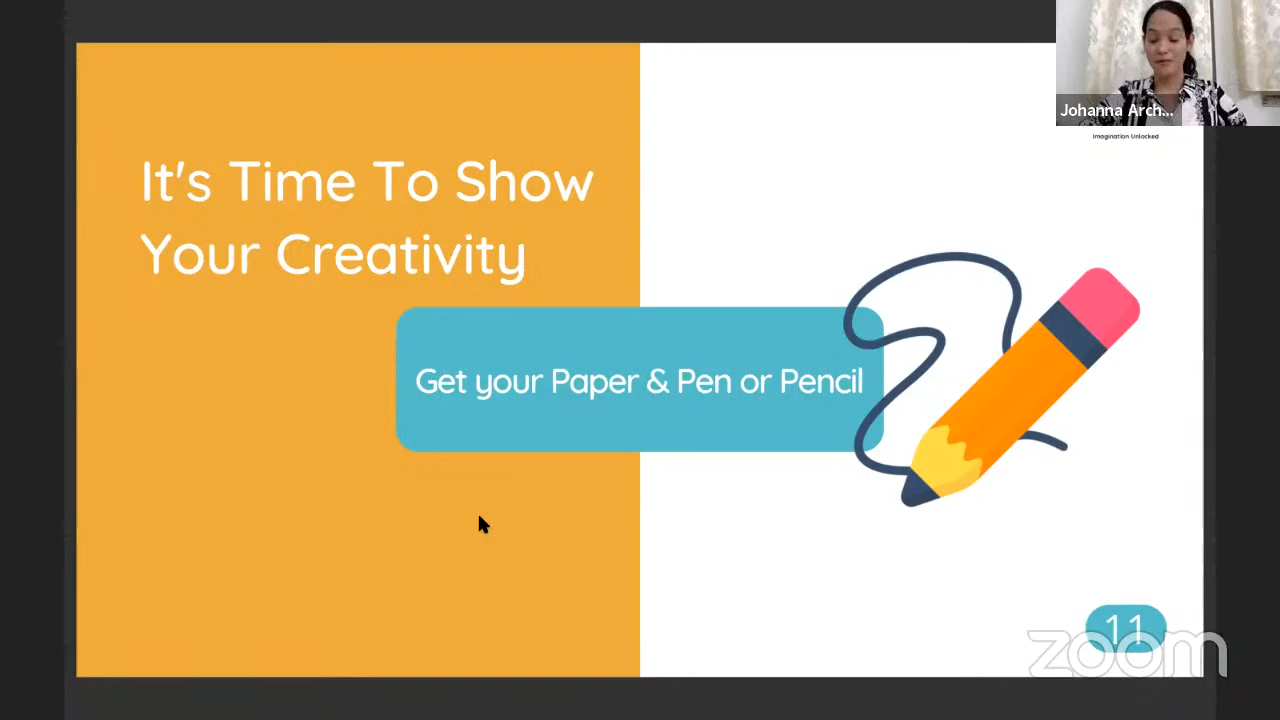 Johanna Arch...
Imagination Unlocked
It's Time To Show
Your Creativity
Get your Paper & Pen or Pencil
11
zoom